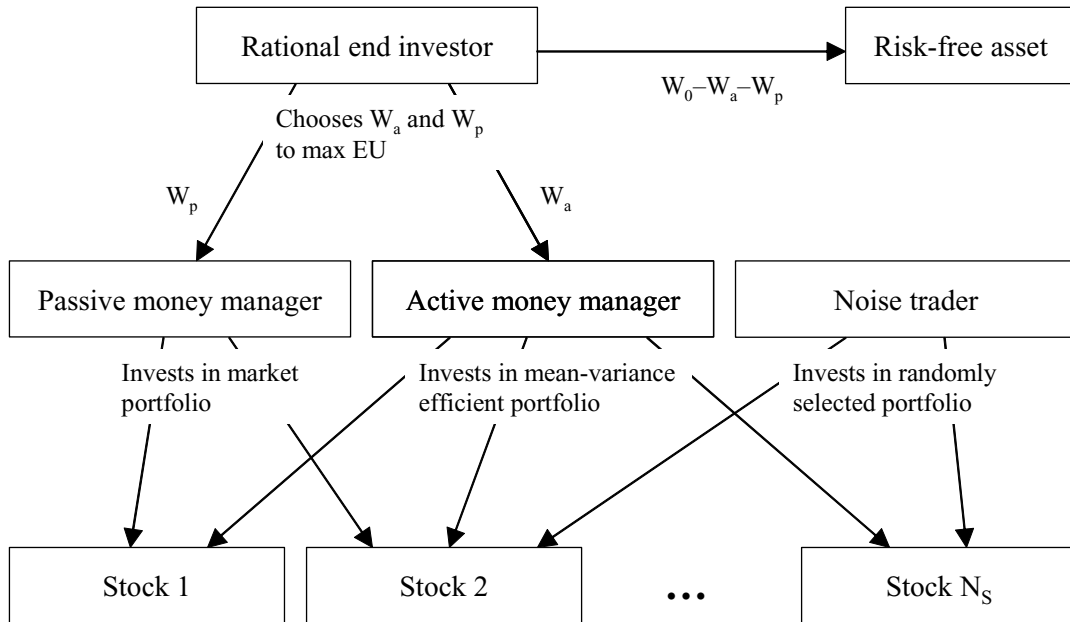 Rational end investor
Risk-free asset
W₀–Wₐ–Wₚ
Chooses Wₐ and Wₚ
to max EU
Wₚ
Wₐ
Passive money manager
Active money manager
Noise trader
Invests in market
portfolio
Invests in mean-variance
efficient portfolio
Invests in randomly
selected portfolio
Stock 1
Stock 2
...
Stock N_S